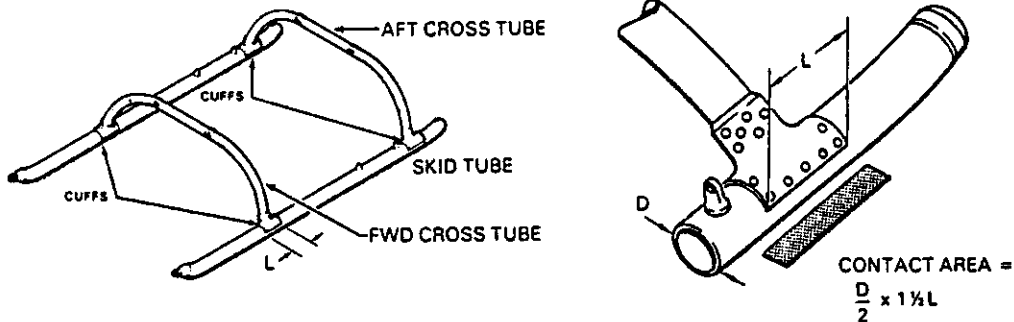 AFT CROSS TUBE
CUFFS
SKID TUBE
CUFFS
FWD CROSS TUBE
L
L
D
CONTACT AREA =
D/2 x 1½L